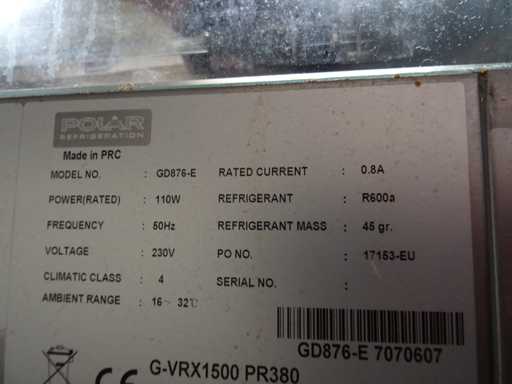 POLAR
REFRIGERATION
Made in PRC
MODEL NO. : GD876-E RATED CURRENT : 0.8A
POWER(RATED) : 110W REFRIGERANT : R600a
FREQUENCY : 50Hz REFRIGERANT MASS : 45 gr.
VOLTAGE : 230V PO NO. : 17153-EU
CLIMATIC CLASS : 4 SERIAL NO. :
AMBIENT RANGE : 16~ 32℃
GD876-E 7070607
CE G-VRX1500 PR380